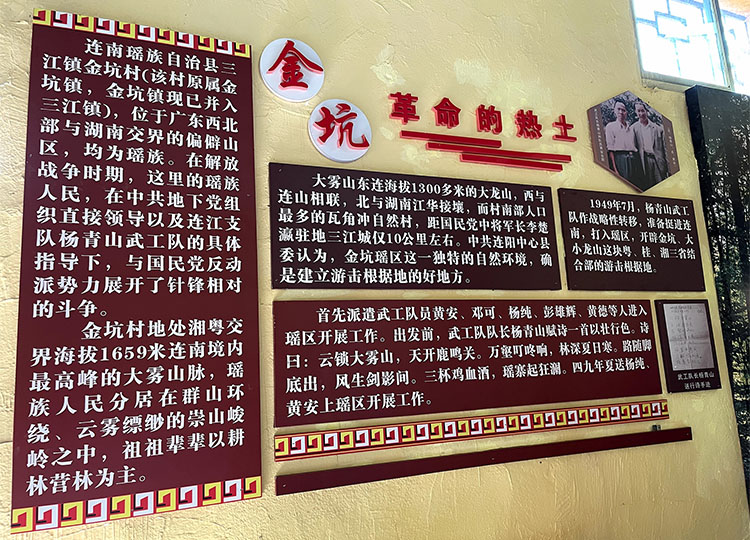 连南瑶族自治县三
江镇金坑村(该村原属金
坑镇，金坑镇现已并入
三江镇)，位于广东西北
部与湖南交界的偏僻山
区，均为瑶族。在解放
战争时期，这里的瑶族
人民，在中共地下党组
织直接领导以及连江支
队杨青山武工队的具体
指导下，与国民党反动
派势力展开了针锋相对
的斗争。
金坑村地处湘粤交
界海拔1659米连南境内
最高峰的大雾山脉，瑶
族人民分居在群山环
绕、云雾缥缈的崇山峻
岭之中，祖祖辈辈以耕
林营林为主。
金坑
革命的热土
大雾山东连海拔1300多米的大龙山，西与
连山相联，北与湖南江华接壤，而村南部人口
最多的瓦角冲自然村，距国民党中将军长李楚
瀛驻地三江城仅10公里左右。中共连阳中心县
委认为，金坑瑶区这一独特的自然环境，确
是建立游击根据地的好地方。
1949年7月，杨青山武工
队作战略性转移，准备挺进连
南，打入瑶区，开辟金坑、大
小龙山这块粤、桂、湘三省结
合部的游击根据地。
首先派遣武工队员黄安、邓可、杨纯、彭雄辉、黄德等人进入
瑶区开展工作。出发前，武工队队长杨青山赋诗一首以壮行色。诗
曰：云锁大雾山，天开鹿鸣关。万壑叮咚响，林深夏日寒。路随脚
底出，风生剑影间。三杯鸡血酒，瑶寨起狂澜。四九年夏送杨纯、
黄安上瑶区开展工作。
武工队长杨青山
送行诗手迹